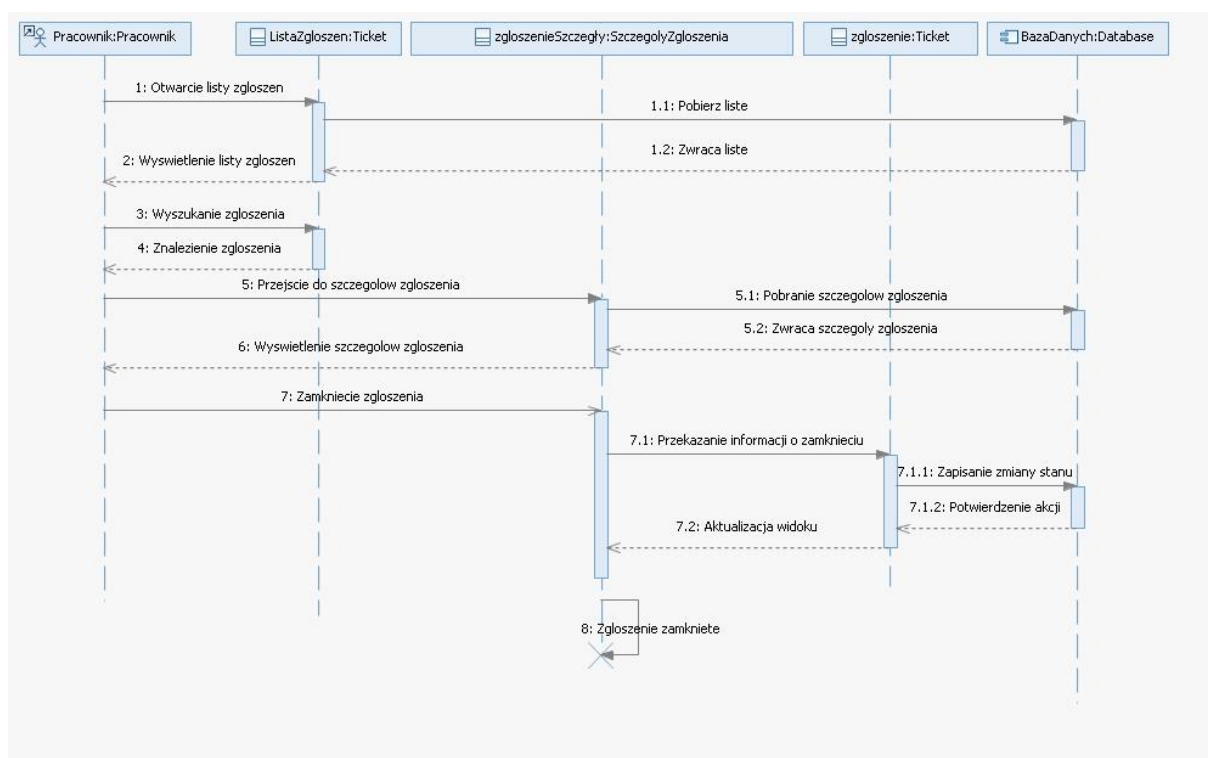 Pracownik:Pracownik
ListaZgloszen:Ticket
zgloszenieSzczegły:SzczegolyZgloszenia
zgloszenie:Ticket
BazaDanych:Database
1: Otwarcie listy zgloszen
1.1: Pobierz liste
1.2: Zwraca liste
2: Wyswietlenie listy zgloszen
3: Wyszukanie zgloszenia
4: Znalezienie zgloszenia
5: Przejscie do szczegolow zgloszenia
5.1: Pobranie szczegolow zgloszenia
5.2: Zwraca szczegoly zgloszenia
6: Wyswietlenie szczegolow zgloszenia
7: Zamkniecie zgloszenia
7.1: Przekazanie informacji o zamknieciu
7.1.1: Zapisanie zmiany stanu
7.1.2: Potwierdzenie akcji
7.2: Aktualizacja widoku
8: Zgloszenie zamkniete